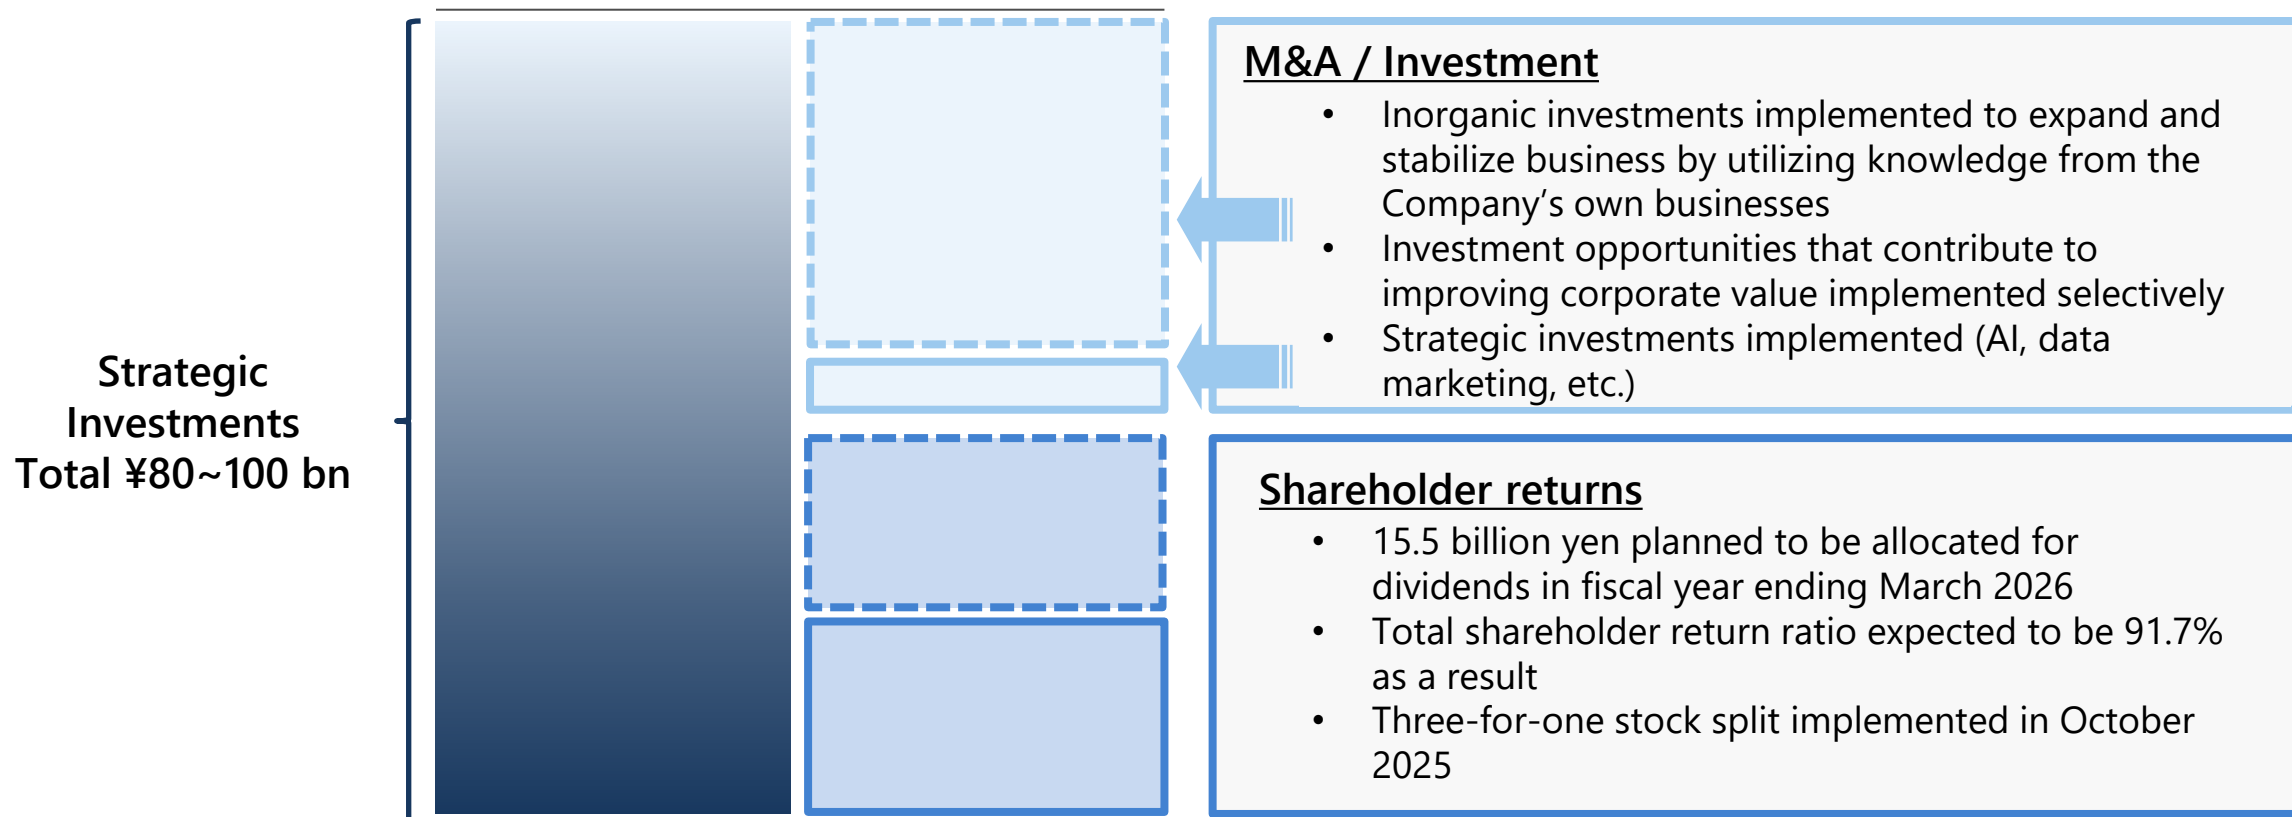 Strategic
Investments
Total ¥80~100 bn
M&A / Investment
• Inorganic investments implemented to expand and
stabilize business by utilizing knowledge from the
Company’s own businesses
• Investment opportunities that contribute to
improving corporate value implemented selectively
• Strategic investments implemented (AI, data
marketing, etc.)
Shareholder returns
• 15.5 billion yen planned to be allocated for
dividends in fiscal year ending March 2026
• Total shareholder return ratio expected to be 91.7%
as a result
• Three-for-one stock split implemented in October
2025